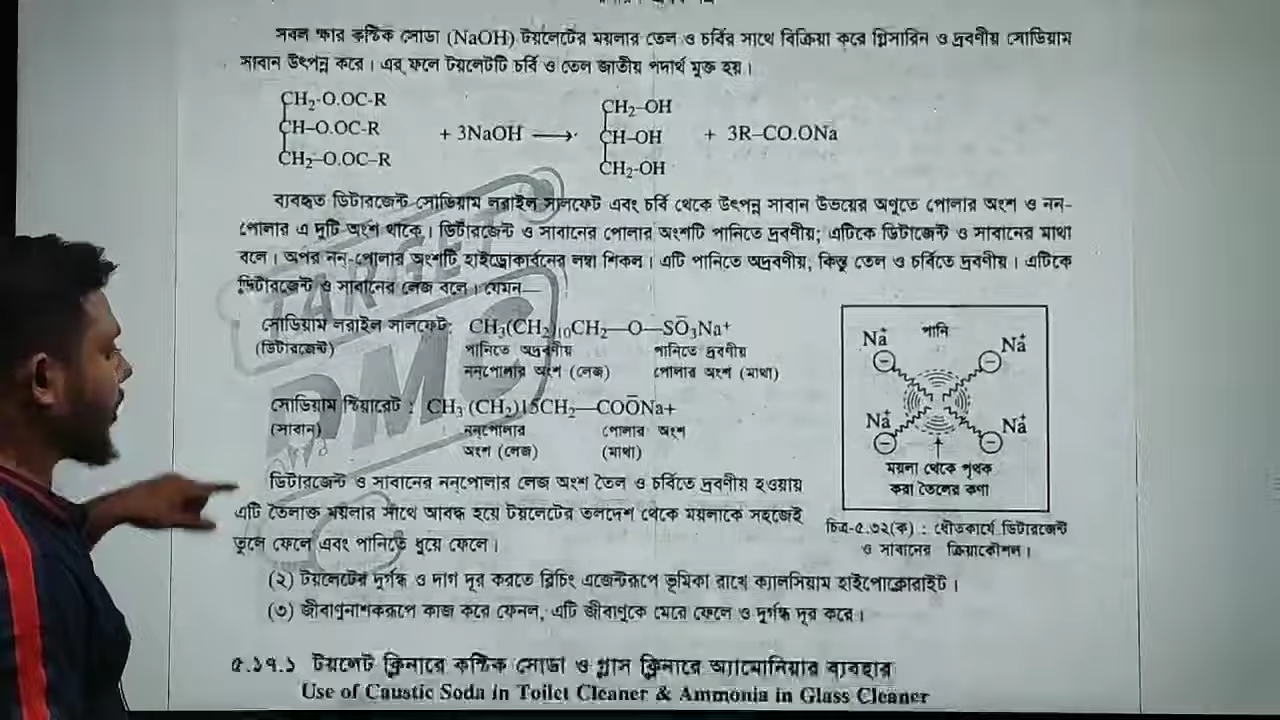 সবল ক্ষার কস্টিক সোডা (NaOH) টয়লেটের ময়লার তেল ও চর্বির সাথে বিক্রিয়া করে গ্লিসারিন ও দ্রবণীয় সোডিয়াম
সাবান উৎপন্ন করে। এর ফলে টয়লেটটি চর্বি ও তেল জাতীয় পদার্থ মুক্ত হয়।
CH₂-O.OC-R
CH–O.OC-R
CH₂–O.OC–R
+ 3NaOH ⟶
CH₂–OH
CH–OH
CH₂-OH
+ 3R–CO.ONa
ব্যবহৃত ডিটারজেন্ট সোডিয়াম লরাইল সালফেট এবং চর্বি থেকে উৎপন্ন সাবান উভয়ের অণুতে পোলার অংশ ও নন-
পোলার এ দুটি অংশ থাকে। ডিটারজেন্ট ও সাবানের পোলার অংশটি পানিতে দ্রবণীয়; এটিকে ডিটার্জেন্ট ও সাবানের মাথা
বলে। অপর নন্-পোলার অংশটি হাইড্রোকার্বনের লম্বা শিকল। এটি পানিতে অদ্রবণীয়, কিন্তু তেল ও চর্বিতে দ্রবণীয়। এটিকে
ডিটারজেন্ট ও সাবানের লেজ বলে। যেমন—
সোডিয়াম লরাইল সালফেট: CH₃(CH₂)₁₀CH₂—O—SŌ₃Na⁺
(ডিটারজেন্ট) পানিতে অদ্রবণীয় পানিতে দ্রবণীয়
ননপোলার অংশ (লেজ) পোলার অংশ (মাথা)
সোডিয়াম স্টিয়ারেট : CH₃ (CH₂)15CH₂—COŌNa+
(সাবান) ননপোলার পোলার অংশ
অংশ (লেজ) (মাথা)
Na⁺ পানি Na⁺
Na⁺ Na⁺
ময়লা থেকে পৃথক
করা তৈলের কণা
চিত্র-৫.৩২(ক) : ধৌতকার্যে ডিটারজেন্ট
ও সাবানের ক্রিয়াকৌশল।
ডিটারজেন্ট ও সাবানের ননপোলার লেজ অংশ তৈল ও চর্বিতে দ্রবণীয় হওয়ায়
এটি তৈলাক্ত ময়লার সাথে আবদ্ধ হয়ে টয়লেটের তলদেশ থেকে ময়লাকে সহজেই
তুলে ফেলে এবং পানিতে ধুয়ে ফেলে।
(২) টয়লেটের দুর্গন্ধ ও দাগ দূর করতে ব্লিচিং এজেন্টরূপে ভূমিকা রাখে ক্যালসিয়াম হাইপোক্লোরাইট।
(৩) জীবাণুনাশকরূপে কাজ করে ফেনল, এটি জীবাণুকে মেরে ফেলে ও দুর্গন্ধ দূর করে।
৫.১৭.১ টয়লেট ক্লিনারে কস্টিক সোডা ও গ্লাস ক্লিনারে অ্যামোনিয়ার ব্যবহার
Use of Caustic Soda in Toilet Cleaner & Ammonia in Glass Cleaner
TARGET
DMC